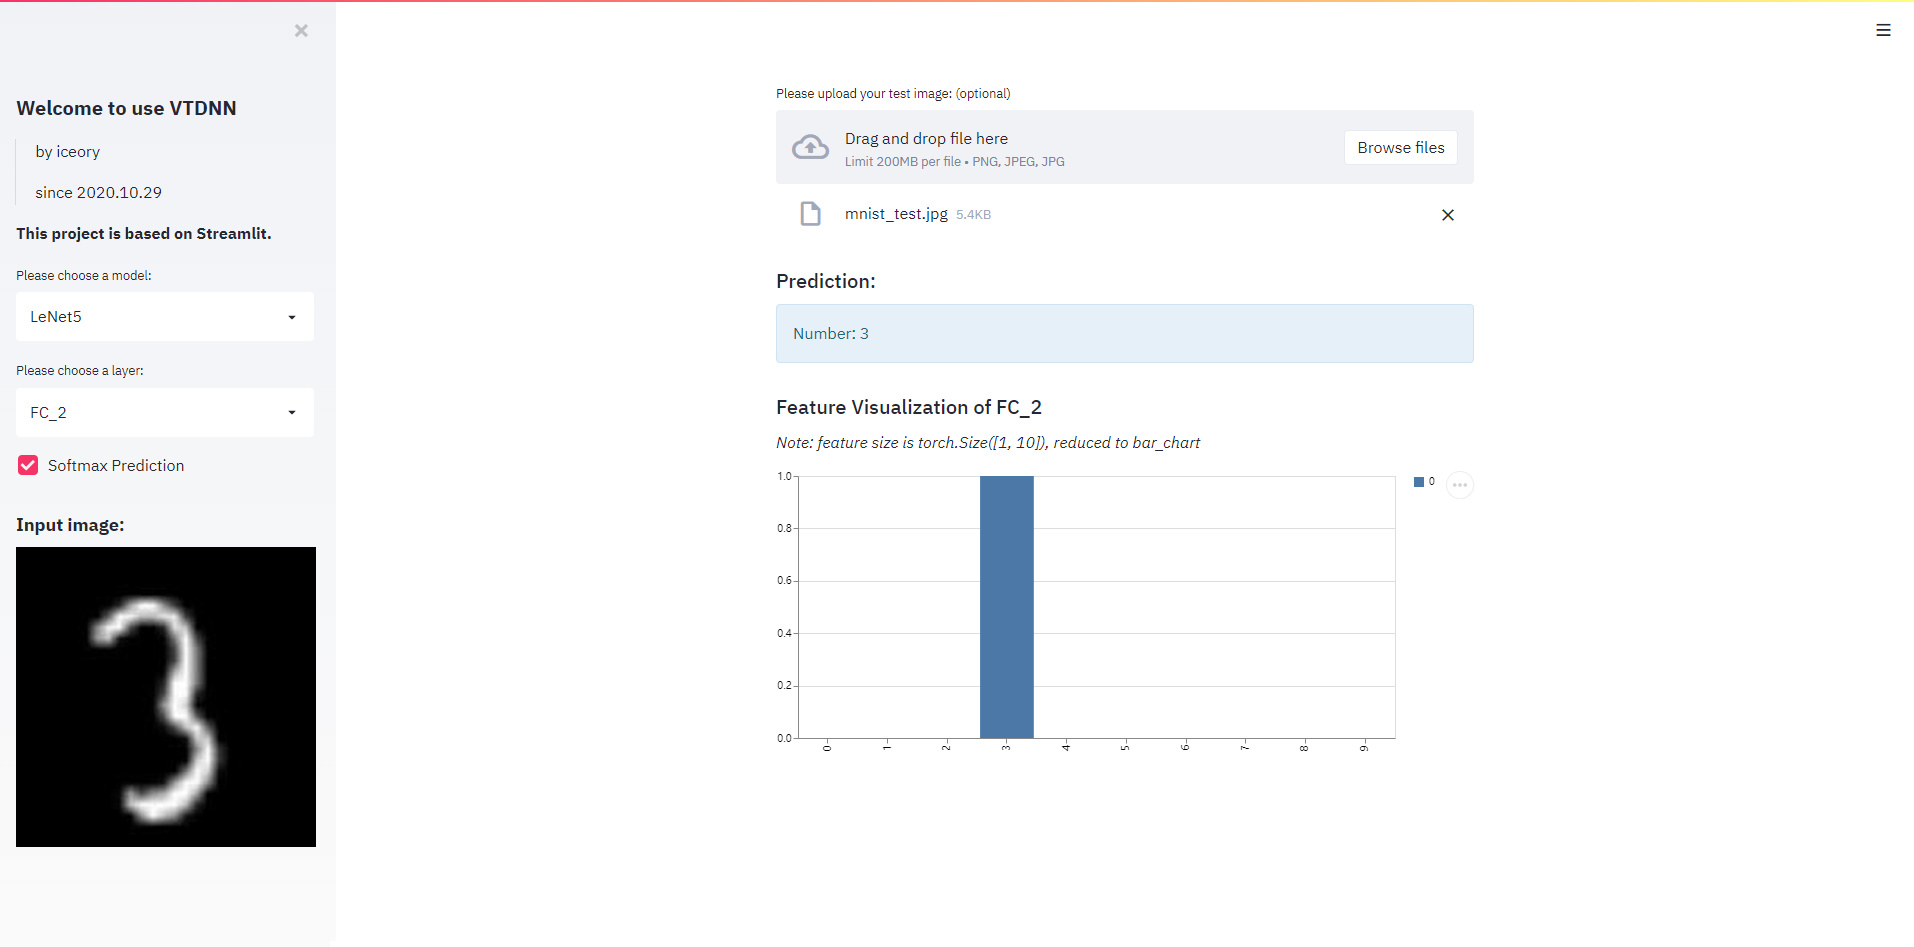 Welcome to use VTDNN
by iceory
since 2020.10.29
This project is based on Streamlit.
Please choose a model:
LeNet5
Please choose a layer:
FC_2
Softmax Prediction
Input image:
3
Please upload your test image: (optional)
Drag and drop file here
Limit 200MB per file • PNG, JPEG, JPG
Browse files
mnist_test.jpg 5.4KB
Prediction:
Number: 3
Feature Visualization of FC_2
Note: feature size is torch.Size([1, 10]), reduced to bar_chart
1.0
0.8
0.6
0.4
0.2
0.0
0 1 2 3 4 5 6 7 8 9
0